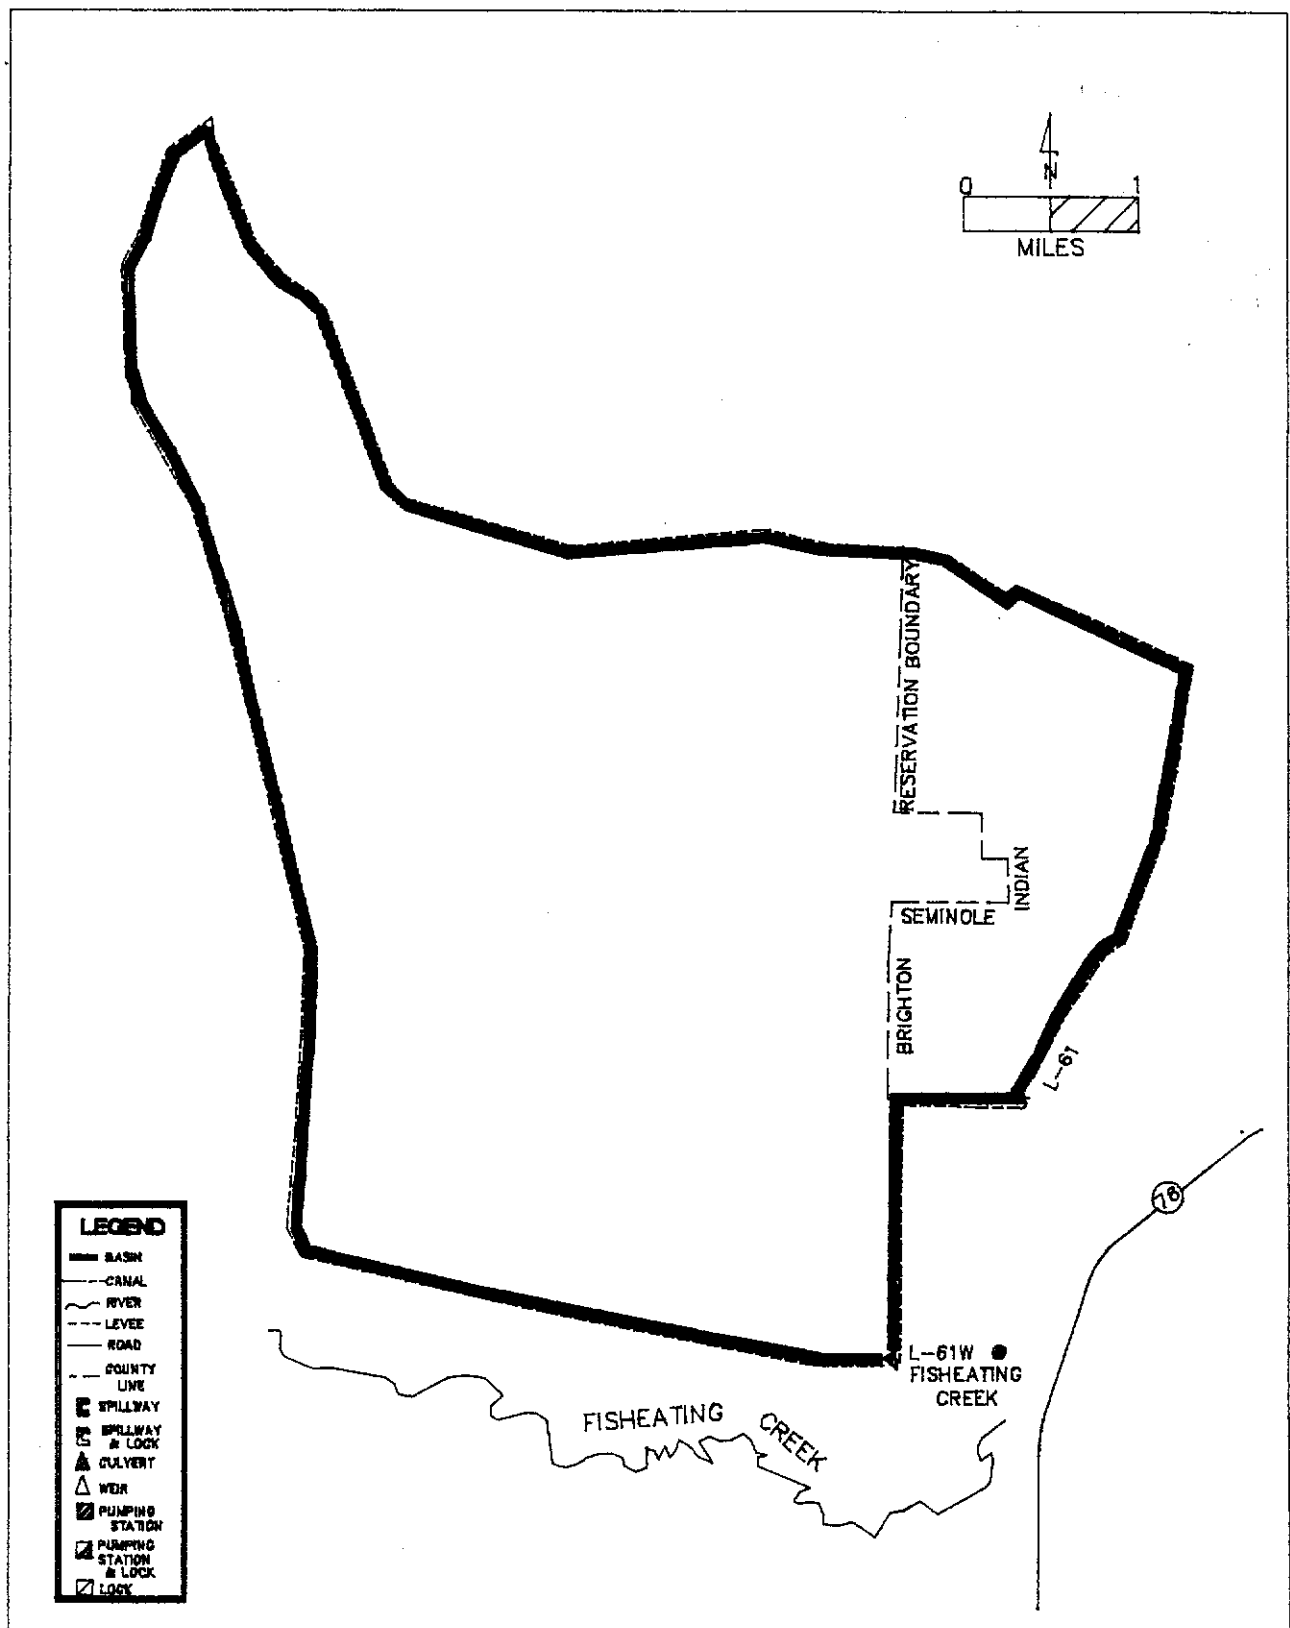 N
0 1
MILES
RESERVATION BOUNDARY
INDIAN
SEMINOLE
BRIGHTON
L-61
78
L-61W @
FISHEATING
CREEK
FISHEATING CREEK
LEGEND
BASIN
CANAL
RIVER
LEVEE
ROAD
COUNTY
LINE
SPILLWAY
SPILLWAY
& LOCK
CULVERT
WEIR
PUMPING
STATION
PUMPING
STATION
& LOCK
LOCK